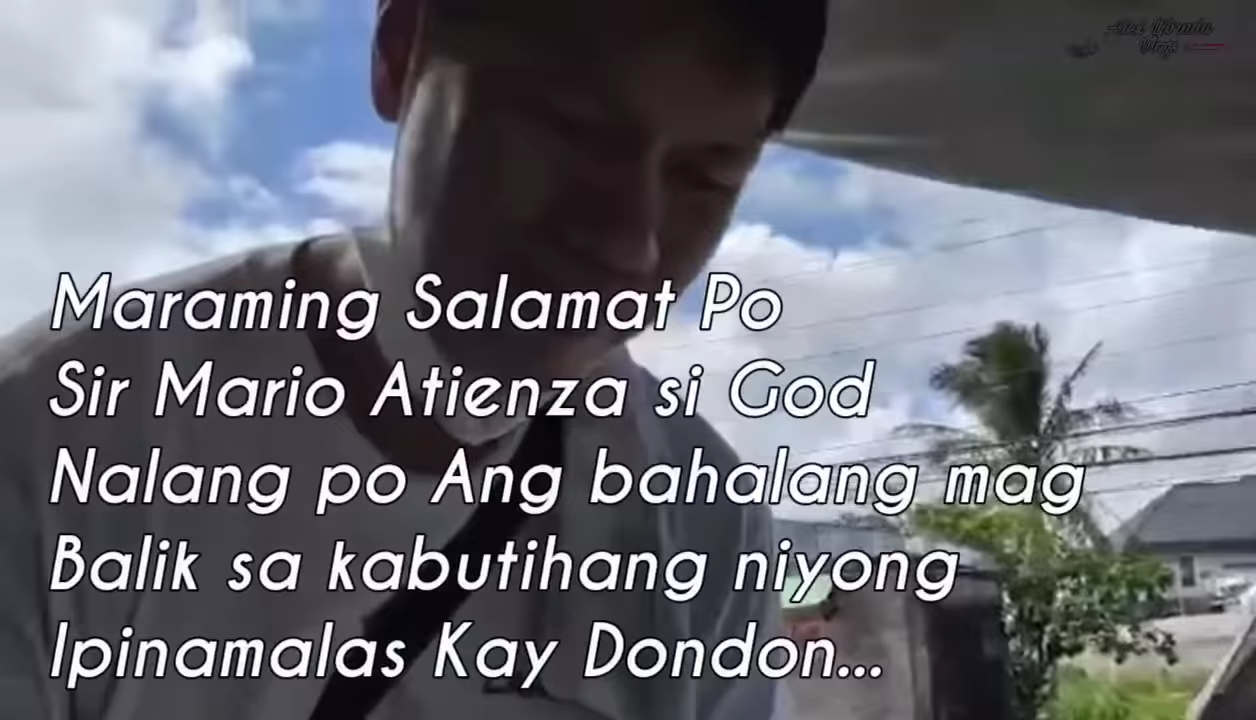 Maraming Salamat Po
Sir Mario Atienza si God
Nalang po Ang bahalang mag
Balik sa kabutihang niyong
Ipinamalas Kay Dondon...